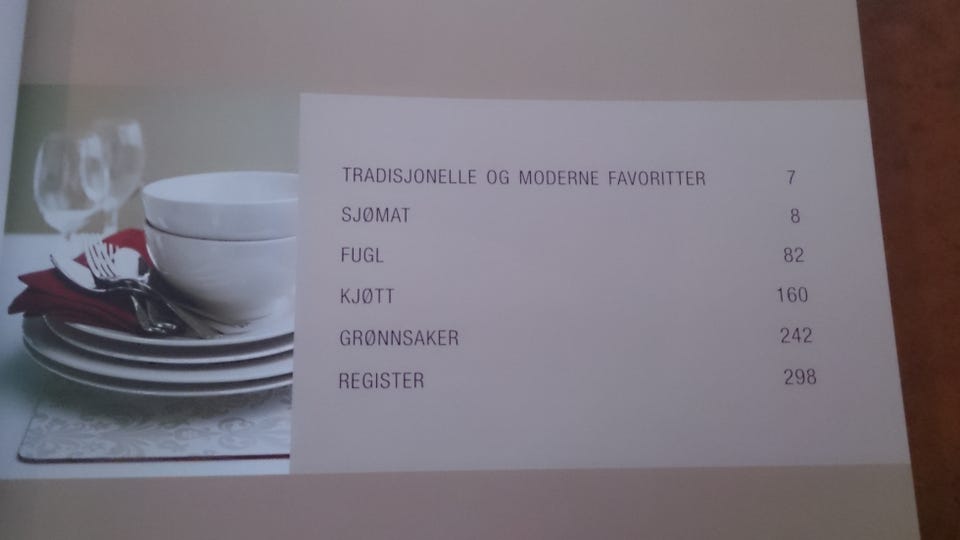 TRADISJONELLE OG MODERNE FAVORITTER 7
SJØMAT 8
FUGL 82
KJØTT 160
GRØNNSAKER 242
REGISTER 298